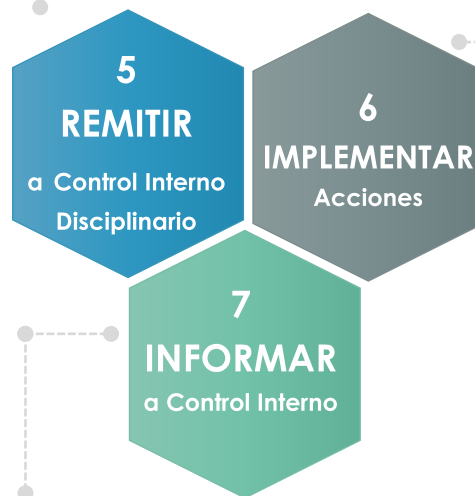 5
REMITIR
a Control Interno
Disciplinario
6
IMPLEMENTAR
Acciones
7
INFORMAR
a Control Interno